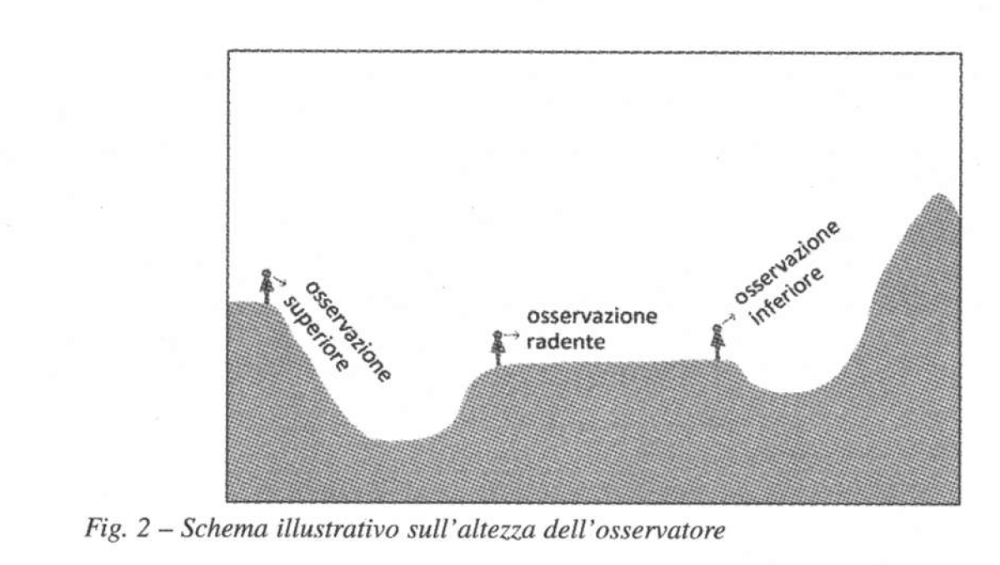 osservazione
superiore
osservazione
radente
osservazione
inferiore
Fig. 2 – Schema illustrativo sull'altezza dell'osservatore